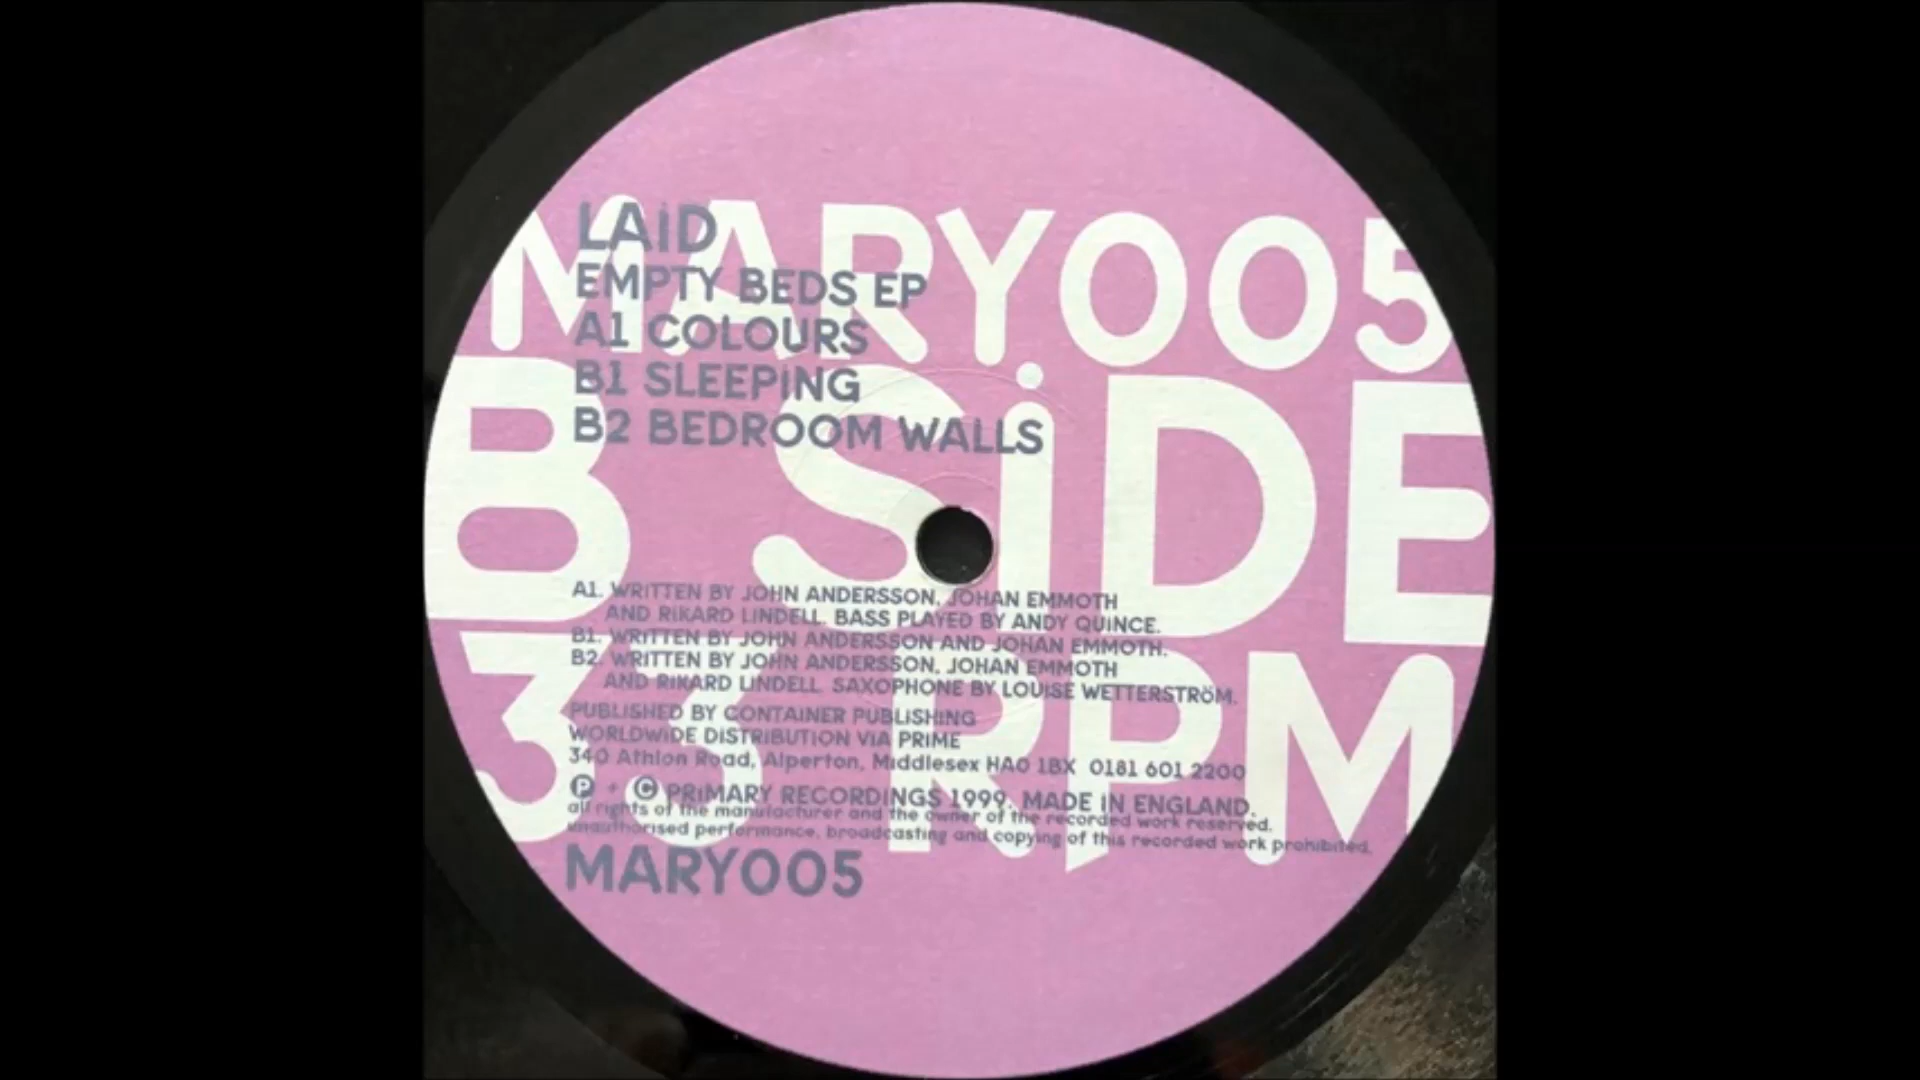 MARY005
B SiDE
33 RPM
LAiD
EMPTY BEDS EP
A1 COLOURS
B1 SLEEPiNG
B2 BEDROOM WALLS
A1. WRiTTEN BY JOHN ANDERSSON, JOHAN EMMOTH
AND RiKARD LiNDELL. BASS PLAYED BY ANDY QUiNCE.
B1. WRiTTEN BY JOHN ANDERSSON AND JOHAN EMMOTH.
B2. WRiTTEN BY JOHN ANDERSSON, JOHAN EMMOTH
AND RiKARD LiNDELL. SAXOPHONE BY LOUiSE WETTERSTRÖM.
PUBLiSHED BY CONTAiNER PUBLiSHiNG
WORLDWiDE DiSTRiBUTiON ViA PRiME
340 Athlon Road, Alperton, Middlesex HA0 1BX 0181 601 2200
℗ + © PRiMARY RECORDiNGS 1999. MADE iN ENGLAND.
all rights of the manufacturer and the owner of the recorded work reserved.
unauthorised performance, broadcasting and copying of this recorded work prohibited.
MARY005